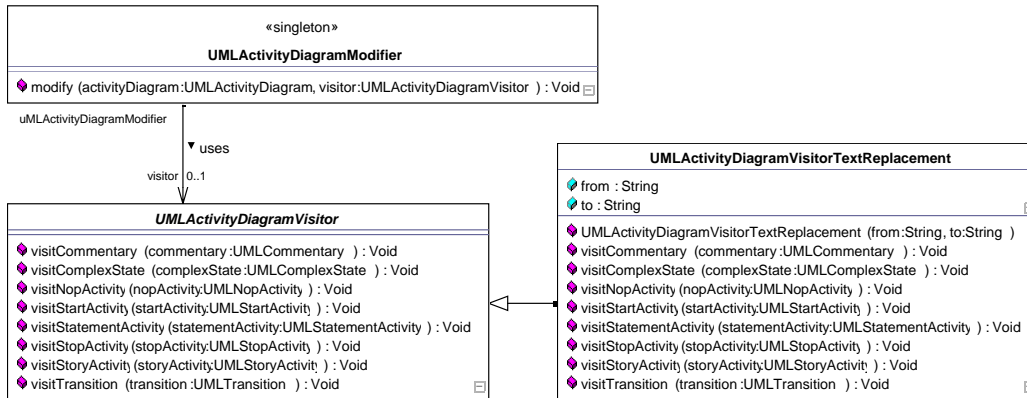 «singleton»
UMLActivityDiagramModifier
modify (activityDiagram:UMLActivityDiagram, visitor:UMLActivityDiagramVisitor ) : Void
uMLActivityDiagramModifier
▼ uses
visitor 0..1
UMLActivityDiagramVisitor
visitCommentary (commentary:UMLCommentary ) : Void
visitComplexState (complexState:UMLComplexState ) : Void
visitNopActivity (nopActivity:UMLNopActivity ) : Void
visitStartActivity (startActivity:UMLStartActivity ) : Void
visitStatementActivity (statementActivity:UMLStatementActivity ) : Void
visitStopActivity (stopActivity:UMLStopActivity ) : Void
visitStoryActivity (storyActivity:UMLStoryActivity ) : Void
visitTransition (transition:UMLTransition ) : Void
UMLActivityDiagramVisitorTextReplacement
from : String
to : String
UMLActivityDiagramVisitorTextReplacement (from:String, to:String )
visitCommentary (commentary:UMLCommentary ) : Void
visitComplexState (complexState:UMLComplexState ) : Void
visitNopActivity (nopActivity:UMLNopActivity ) : Void
visitStartActivity (startActivity:UMLStartActivity ) : Void
visitStatementActivity (statementActivity:UMLStatementActivity ) : Void
visitStopActivity (stopActivity:UMLStopActivity ) : Void
visitStoryActivity (storyActivity:UMLStoryActivity ) : Void
visitTransition (transition:UMLTransition ) : Void